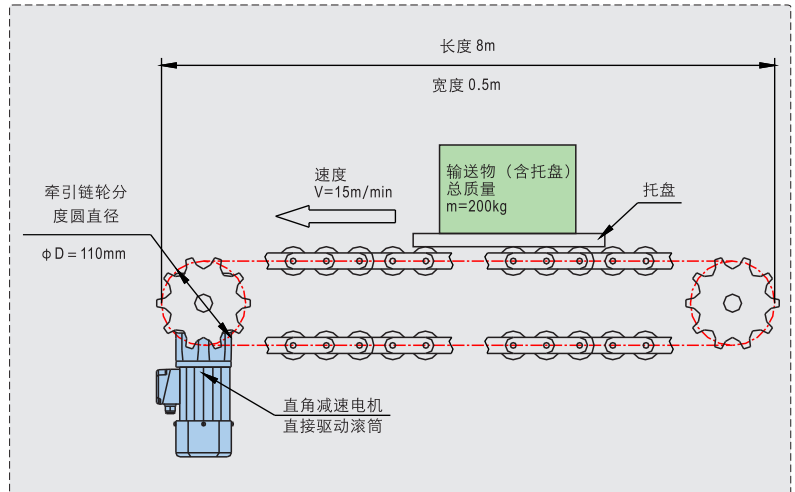 长度 8m
宽度 0.5m
速度
V=15m/min
输送物（含托盘）
总质量
m=200kg
托盘
牵引链轮分
度圆直径
φD＝110mm
直角减速电机
直接驱动滚筒